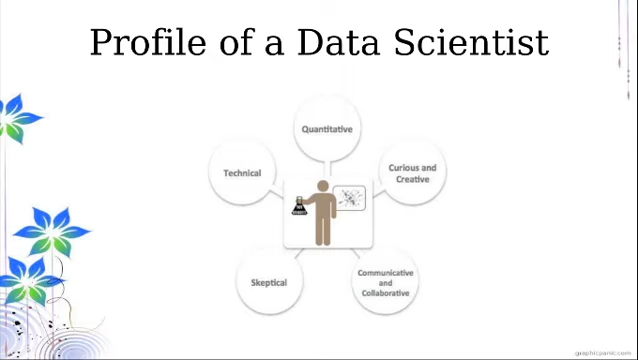 Profile of a Data Scientist
Quantitative
Technical
Curious and
Creative
Skeptical
Communicative
and
Collaborative
graphicpanic.com